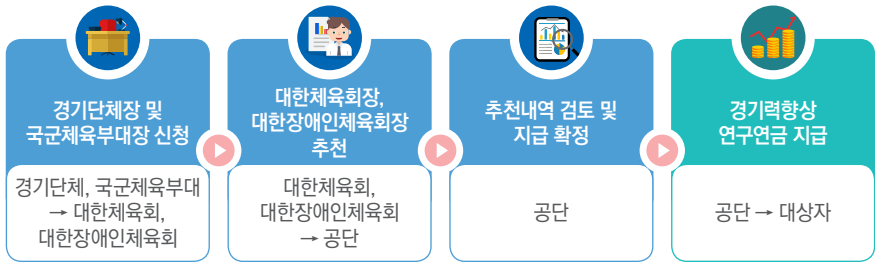 경기단체장 및
국군체육부대장 신청
경기단체, 국군체육부대
→ 대한체육회,
대한장애인체육회
대한체육회장,
대한장애인체육회장
추천
대한체육회,
대한장애인체육회
→ 공단
추천내역 검토 및
지급 확정
공단
경기력향상
연구연금 지급
공단 → 대상자